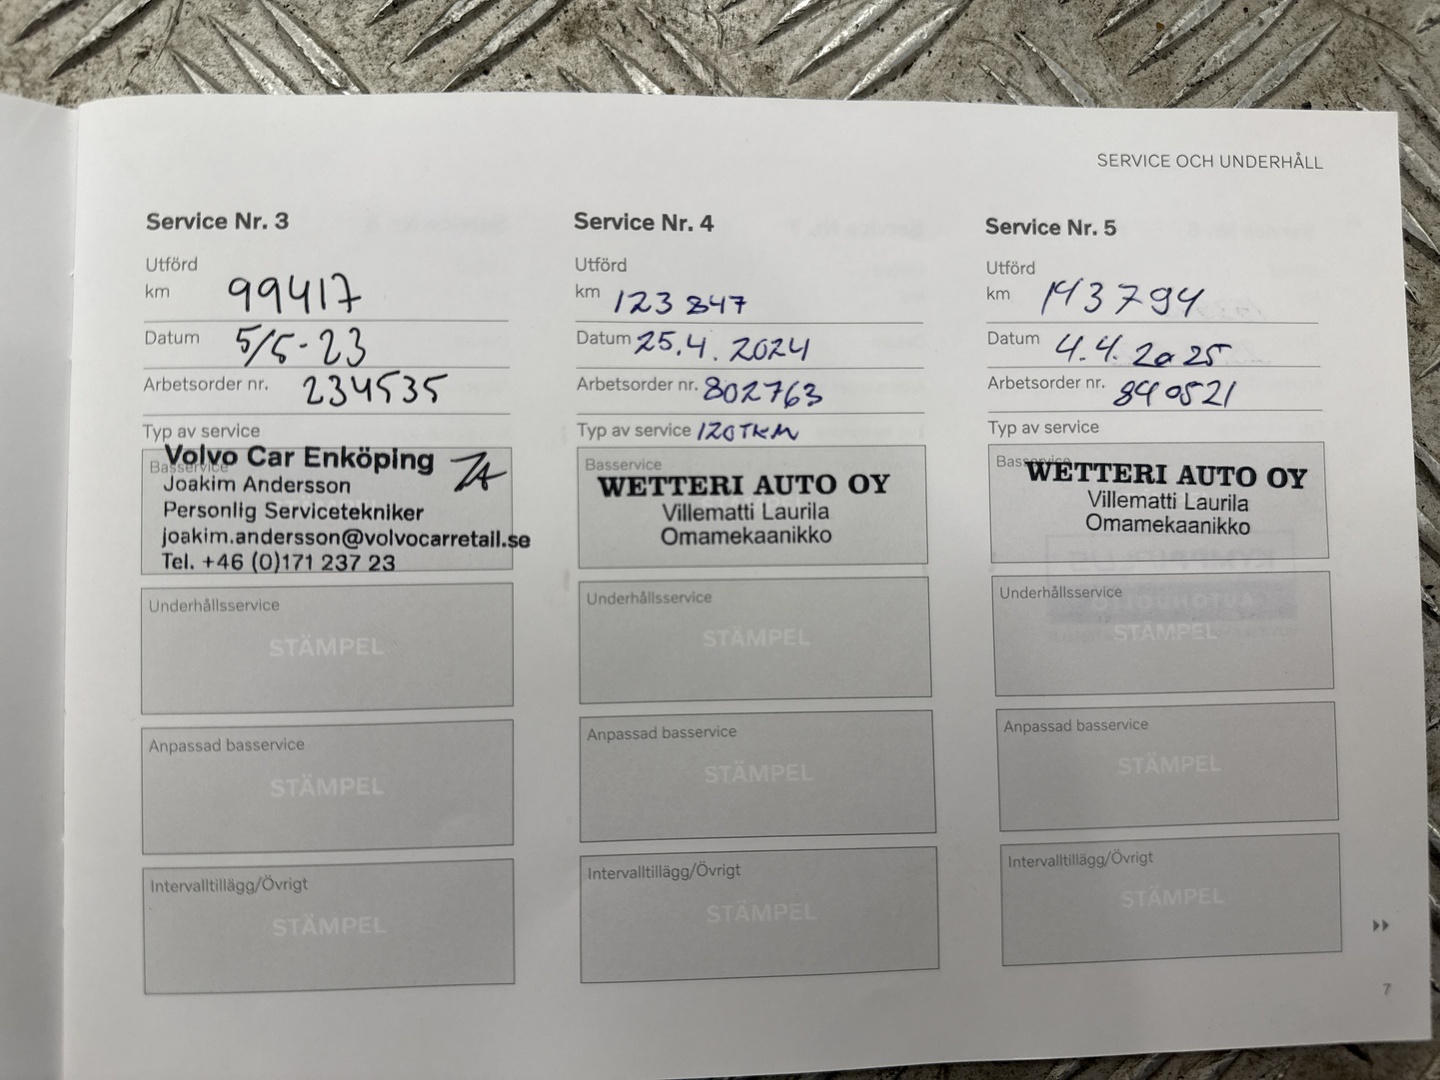 SERVICE OCH UNDERHÅLL
Service Nr. 3
Utförd
km 99417
Datum 5/5-23
Arbetsorder nr. 234535
Typ av service
Basservice
Volvo Car Enköping
Joakim Andersson
Personlig Servicetekniker
joakim.andersson@volvocarretail.se
Tel. +46 (0)171 237 23
Underhållsservice
STÄMPEL
Anpassad basservice
STÄMPEL
Intervalltillägg/Övrigt
STÄMPEL
Service Nr. 4
Utförd
km 123 847
Datum 25.4. 2024
Arbetsorder nr. 802763
Typ av service 120TKM
Basservice
WETTERI AUTO OY
Villematti Laurila
Omamekaanikko
Underhållsservice
STÄMPEL
Anpassad basservice
STÄMPEL
Intervalltillägg/Övrigt
STÄMPEL
Service Nr. 5
Utförd
km 143794
Datum 4.4. 2025
Arbetsorder nr. 840521
Typ av service
Basservice
WETTERI AUTO OY
Villematti Laurila
Omamekaanikko
Underhållsservice
STÄMPEL
Anpassad basservice
STÄMPEL
Intervalltillägg/Övrigt
STÄMPEL
7